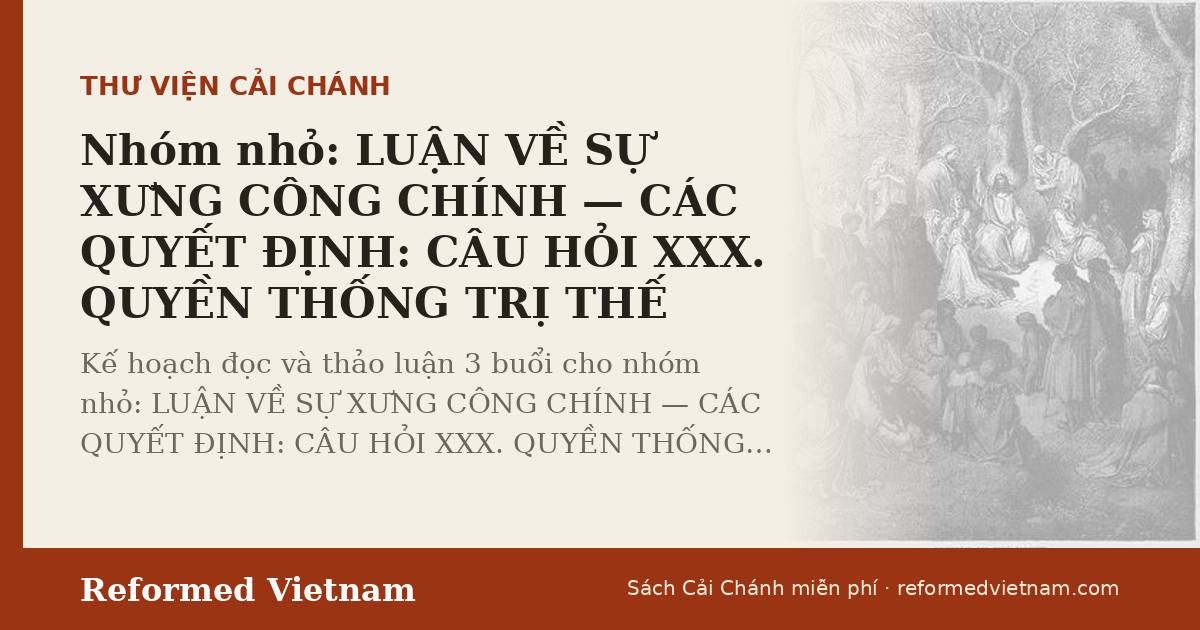 THƯ VIỆN CẢI CHÁNH
Nhóm nhỏ: LUẬN VỀ SỰ
XƯNG CÔNG CHÍNH — CÁC
QUYẾT ĐỊNH: CÂU HỎI XXX.
QUYỀN THỐNG TRỊ THẾ
Kế hoạch đọc và thảo luận 3 buổi cho nhóm
nhỏ: LUẬN VỀ SỰ XƯNG CÔNG CHÍNH — CÁC
QUYẾT ĐỊNH: CÂU HỎI XXX. QUYỀN THỐNG...
Reformed Vietnam
Sách Cải Chánh miễn phí · reformedvietnam.com